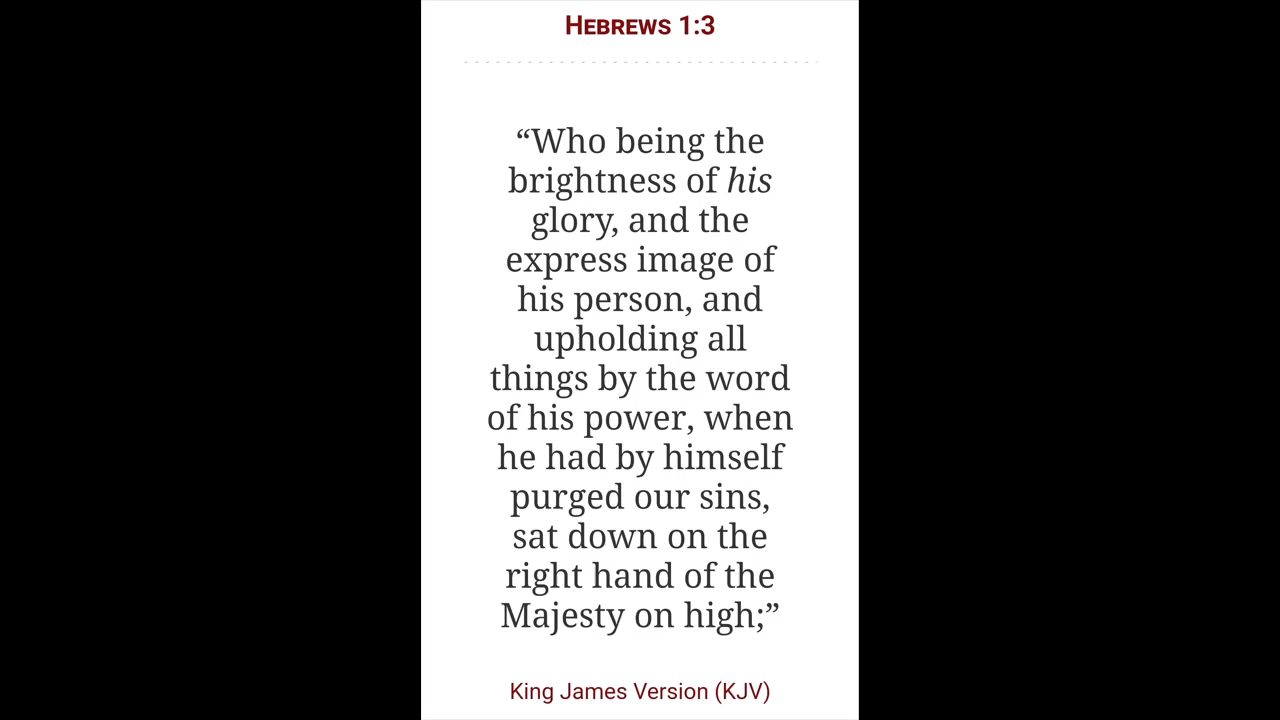 Hebrews 1:3
“Who being the
brightness of his
glory, and the
express image of
his person, and
upholding all
things by the word
of his power, when
he had by himself
purged our sins,
sat down on the
right hand of the
Majesty on high;”
King James Version (KJV)